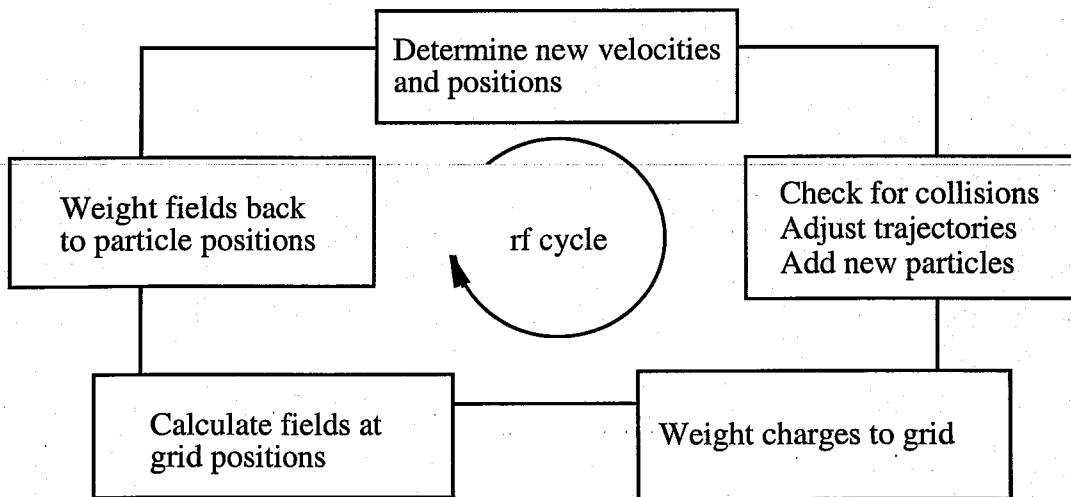 Determine new velocities
and positions
Check for collisions
Adjust trajectories
Add new particles
Weight charges to grid
Calculate fields at
grid positions
Weight fields back
to particle positions
rf cycle